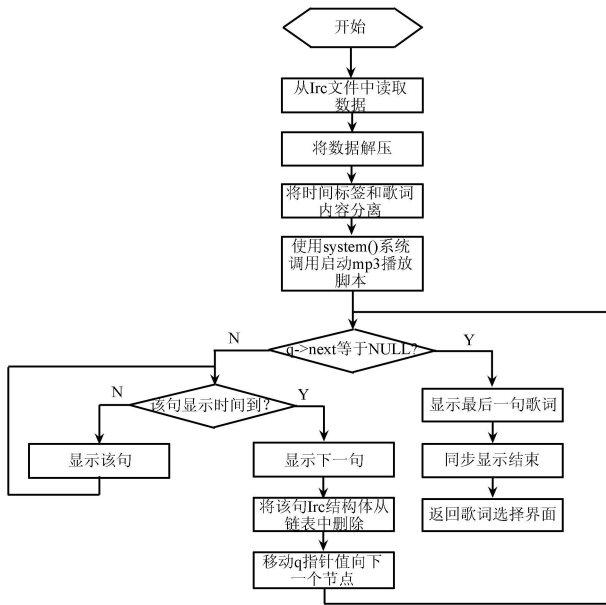 开始
从Irc文件中读取
数据
将数据解压
将时间标签和歌词
内容分离
使用system()系统
调用启动mp3播放
脚本
N
q->next等于NULL?
Y
N
该句显示时间到?
Y
显示最后一句歌词
显示该句
显示下一句
同步显示结束
将该句Irc结构体从
链表中删除
返回歌词选择界面
移动q指针值向下
一个节点